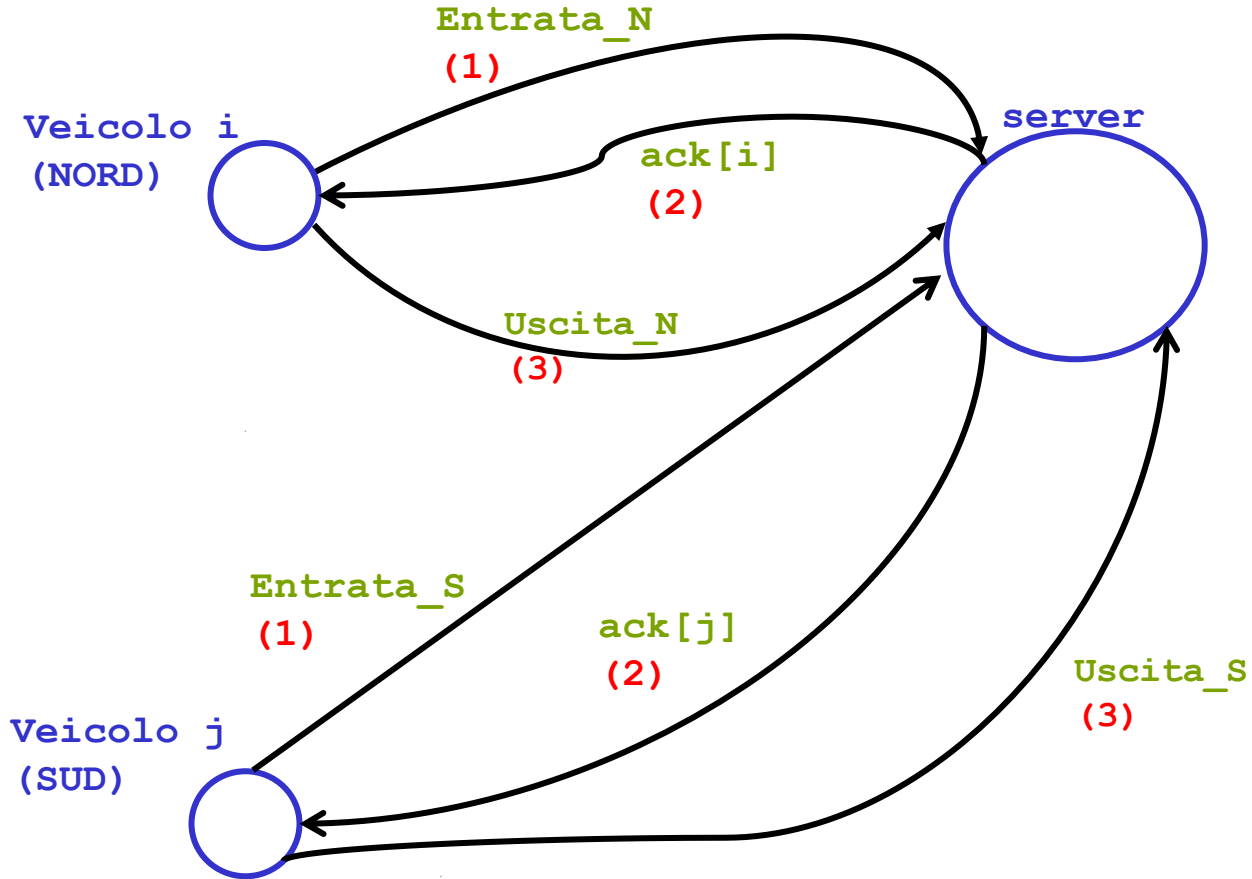 Entrata_N
(1)
Veicolo i
(NORD)
server
ack[i]
(2)
Uscita_N
(3)
Entrata_S
(1)
ack[j]
(2)
Uscita_S
(3)
Veicolo j
(SUD)